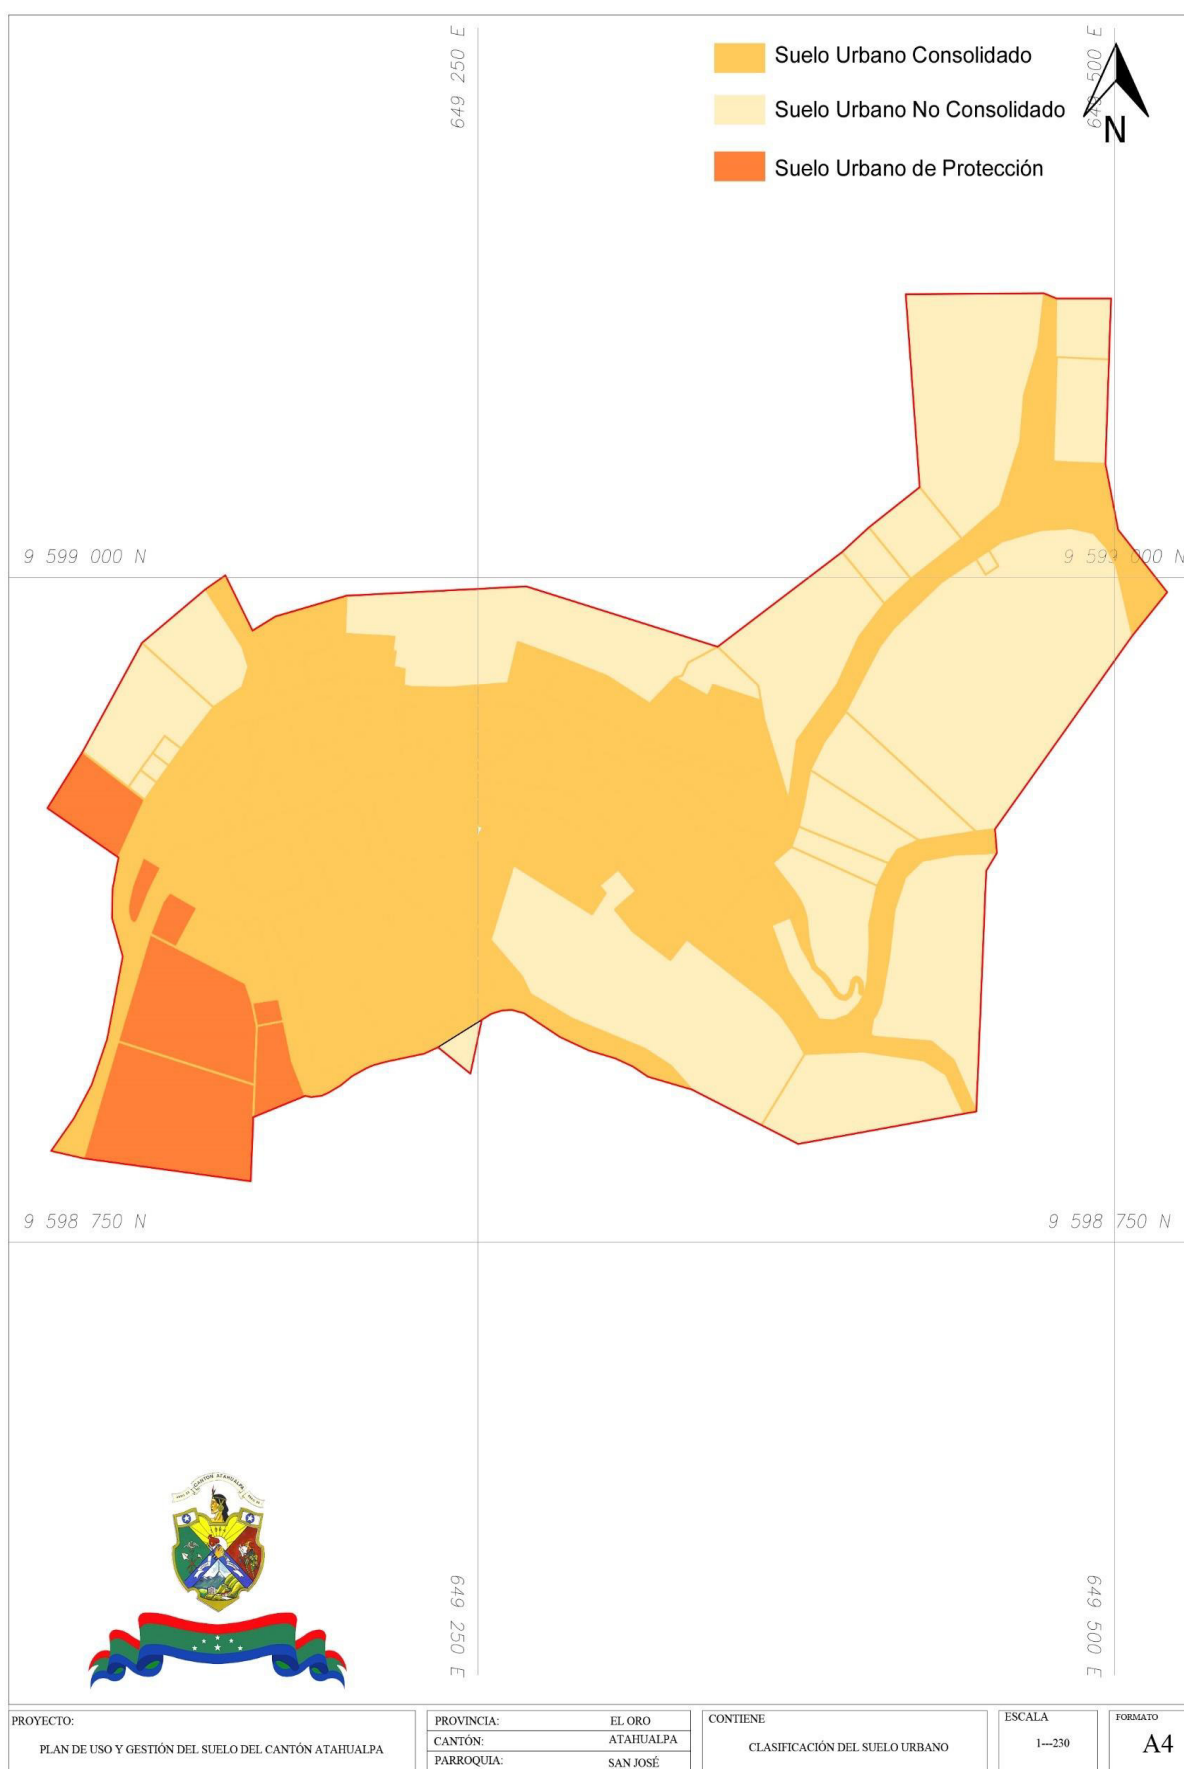 649 250 E
649 500 E
Suelo Urbano Consolidado
Suelo Urbano No Consolidado
Suelo Urbano de Protección
N
9 599 000 N
9 599 000 N
9 598 750 N
9 598 750 N
CANTÓN ATAHUALPA
649 250 E
649 500 E
PROYECTO:
PLAN DE USO Y GESTIÓN DEL SUELO DEL CANTÓN ATAHUALPA
PROVINCIA: EL ORO
CANTÓN: ATAHUALPA
PARROQUIA: SAN JOSÉ
CONTIENE
CLASIFICACIÓN DEL SUELO URBANO
ESCALA
1---230
FORMATO
A4